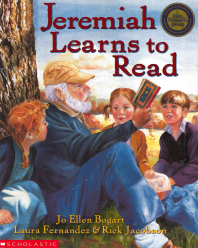 Jeremiah
Learns to
Read
Jo Ellen Bogart
Laura Fernandez & Rick Jacobson
SCHOLASTIC